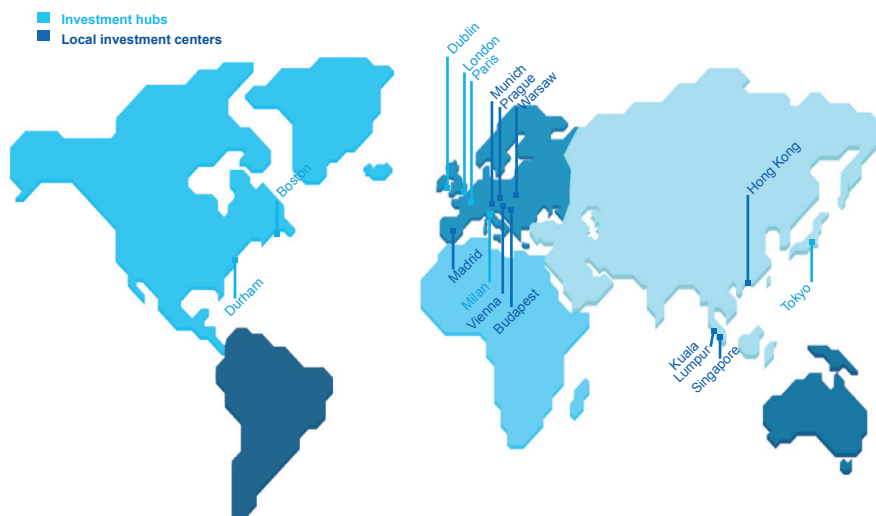 Investment hubs
Local investment centers
Dublin
London
Paris
Munich
Prague
Warsaw
Boston
Durham
Madrid
Milan
Vienna
Budapest
Hong Kong
Tokyo
Kuala
Lumpur
Singapore